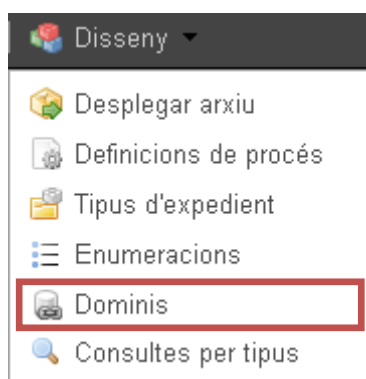 Disseny
Desplegar arxiu
Definicions de procés
Tipus d'expedient
Enumeracions
Dominis
Consultes per tipus